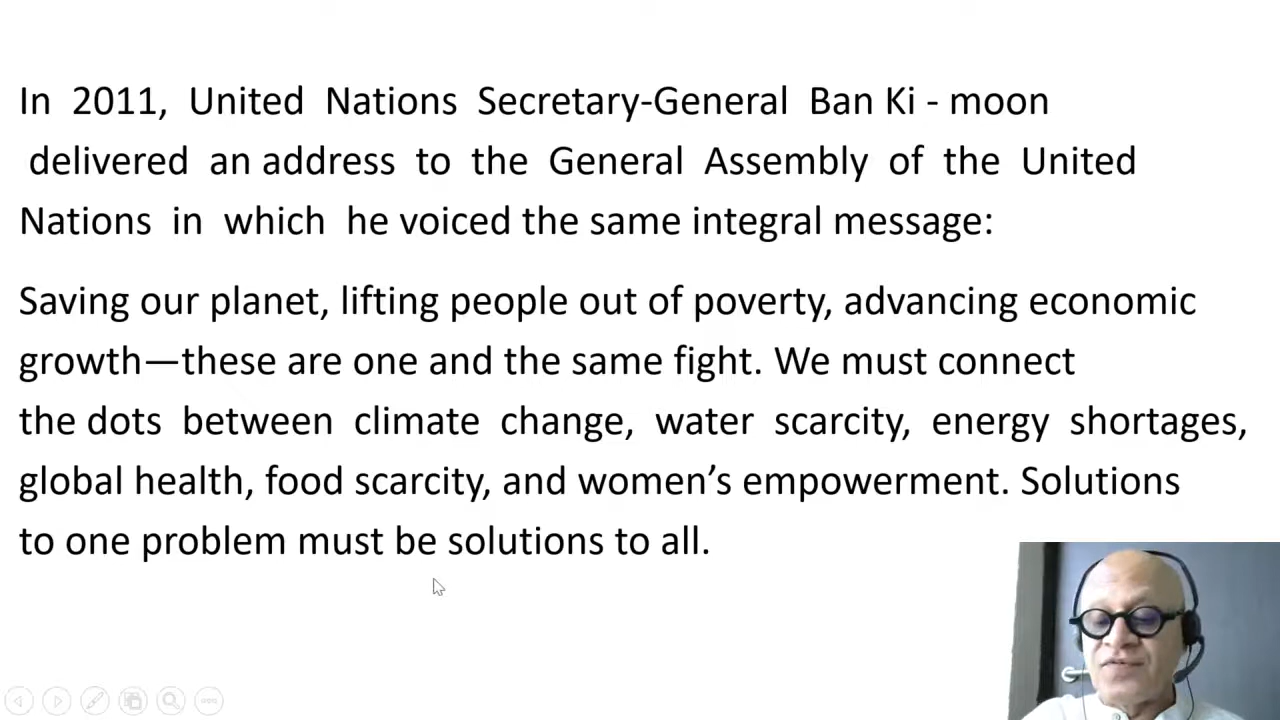 In 2011, United Nations Secretary-General Ban Ki - moon
delivered an address to the General Assembly of the United
Nations in which he voiced the same integral message:
Saving our planet, lifting people out of poverty, advancing economic
growth—these are one and the same fight. We must connect
the dots between climate change, water scarcity, energy shortages,
global health, food scarcity, and women’s empowerment. Solutions
to one problem must be solutions to all.